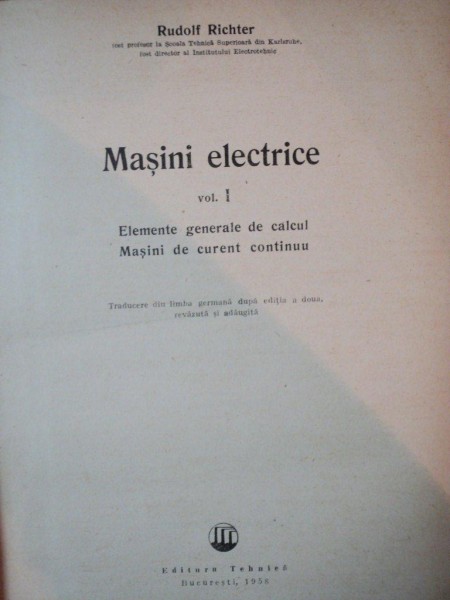 Rudolf Richter
fost profesor la Școala Tehnică Superioară din Karlsruhe,
fost director al Institutului Electrotehnic
Mașini electrice
vol. I
Elemente generale de calcul
Mașini de curent continuu
Traducere din limba germană după ediția a doua,
revăzută și adăugită
Editura Tehnică
București, 1958